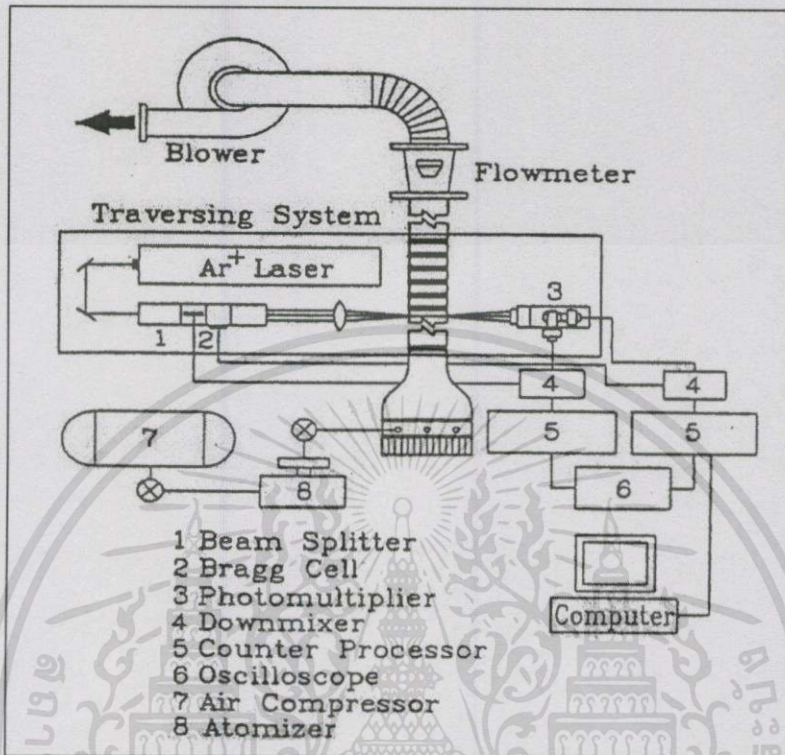 Blower
Flowmeter
Traversing System
Ar+ Laser
3
1
2
4
4
5
5
7
6
8
1 Beam Splitter
2 Bragg Cell
3 Photomultiplier
4 Downmixer
5 Counter Processor
6 Oscilloscope
7 Air Compressor
8 Atomizer
Computer